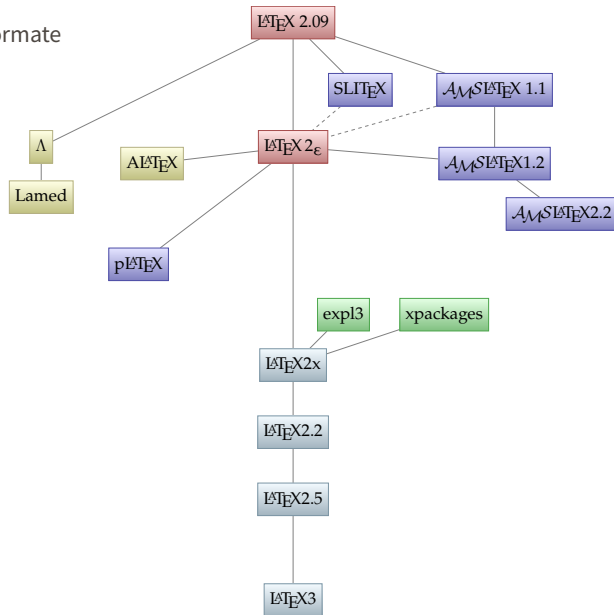 LATEX 2.09
ormate
SLITEX
AMSLATEX 1.1
Λ
ALATEX
LATEX 2ε
AMSLATEX1.2
Lamed
AMSLATEX2.2
pLATEX
expl3
xpackages
LATEX2x
LATEX2.2
LATEX2.5
LATEX3